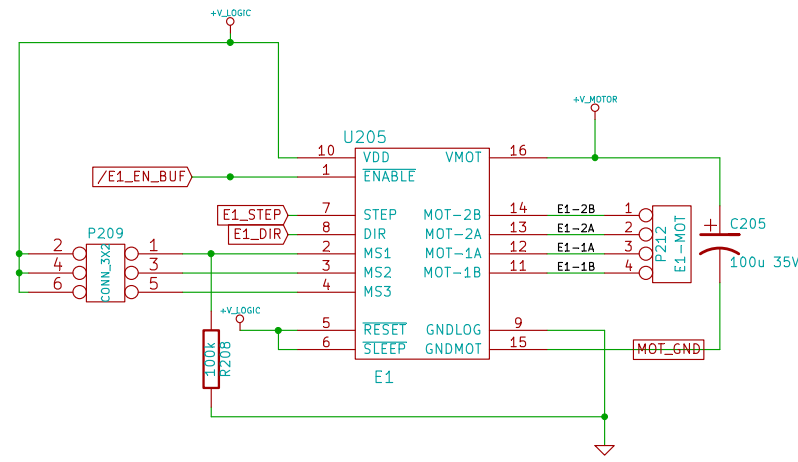 +V_LOGIC
+V_MOTOR
U205
10 VDD VMOT 16
/E1_EN_BUF 1 ENABLE
E1_STEP 7 STEP MOT-2B 14 E1-2B 1
E1_DIR 8 DIR MOT-2A 13 E1-2A 2
2 MS1 MOT-1A 12 E1-1A 3
3 MS2 MOT-1B 11 E1-1B 4
4 MS3
P212
E1-MOT
+ C205
100u 35V
P209
2 1
4 3
6 5
CONN_3X2
+V_LOGIC
5 RESET GNDLOG 9
6 SLEEP GNDMOT 15 MOT_GND
100k
R208
E1